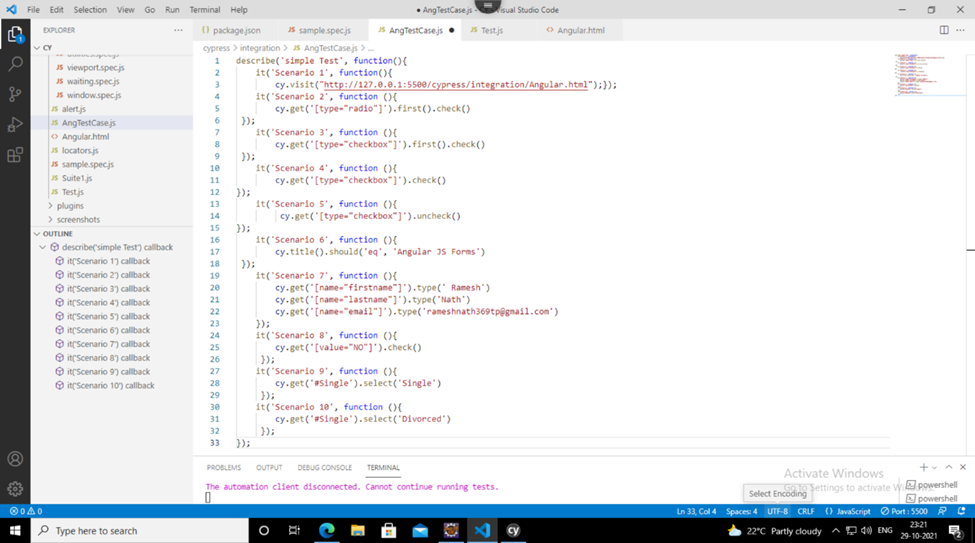 File Edit Selection View Go Run Terminal Help
● AngTestCase.js - Visual Studio Code
EXPLORER ...
CY
viewport.spec.js
waiting.spec.js
window.spec.js
alert.js
AngTestCase.js
Angular.html
locators.js
sample.spec.js
Suite1.js
Test.js
plugins
screenshots
OUTLINE
describe('simple Test') callback
it('Scenario 1') callback
it('Scenario 2') callback
it('Scenario 3') callback
it('Scenario 4') callback
it('Scenario 5') callback
it('Scenario 6') callback
it('Scenario 7') callback
it('Scenario 8') callback
it('Scenario 9') callback
it('Scenario 10') callback
{} package.json JS sample.spec.js JS AngTestCase.js ● JS Test.js <> Angular.html
cypress > integration > JS AngTestCase.js > ...
1 describe('simple Test', function(){
2 it('Scenario 1', function(){
3 cy.visit("http://127.0.0.1:5500/cypress/integration/Angular.html");});
4 it('Scenario 2', function (){
5 cy.get('[type="radio"]').first().check()
6 });
7 it('Scenario 3', function (){
8 cy.get('[type="checkbox"]').first().check()
9 });
10 it('Scenario 4', function (){
11 cy.get('[type="checkbox"]').check()
12 });
13 it('Scenario 5', function (){
14 cy.get('[type="checkbox"]').uncheck()
15 });
16 it('Scenario 6', function (){
17 cy.title().should('eq', 'Angular JS Forms')
18 });
19 it('Scenario 7', function (){
20 cy.get('[name="firstname"]').type(' Ramesh')
21 cy.get('[name="lastname"]').type('Nath')
22 cy.get('[name="email"]').type('rameshnath369tp@gmail.com')
23 });
24 it('Scenario 8', function (){
25 cy.get('[value="NO"]').check()
26 });
27 it('Scenario 9', function (){
28 cy.get('#Single').select('Single')
29 });
30 it('Scenario 10', function (){
31 cy.get('#Single').select('Divorced')
32 });
33 });
PROBLEMS OUTPUT DEBUG CONSOLE TERMINAL
The automation client disconnected. Cannot continue running tests.
Activate Windows
Go to Settings to activate Windows.
powershell
powershell
Select Encoding
0 0 Ln 33, Col 4 Spaces: 4 UTF-8 CRLF {} JavaScript Port : 5500
Type here to search
22°C Partly cloudy ENG 23:21
29-10-2021
2